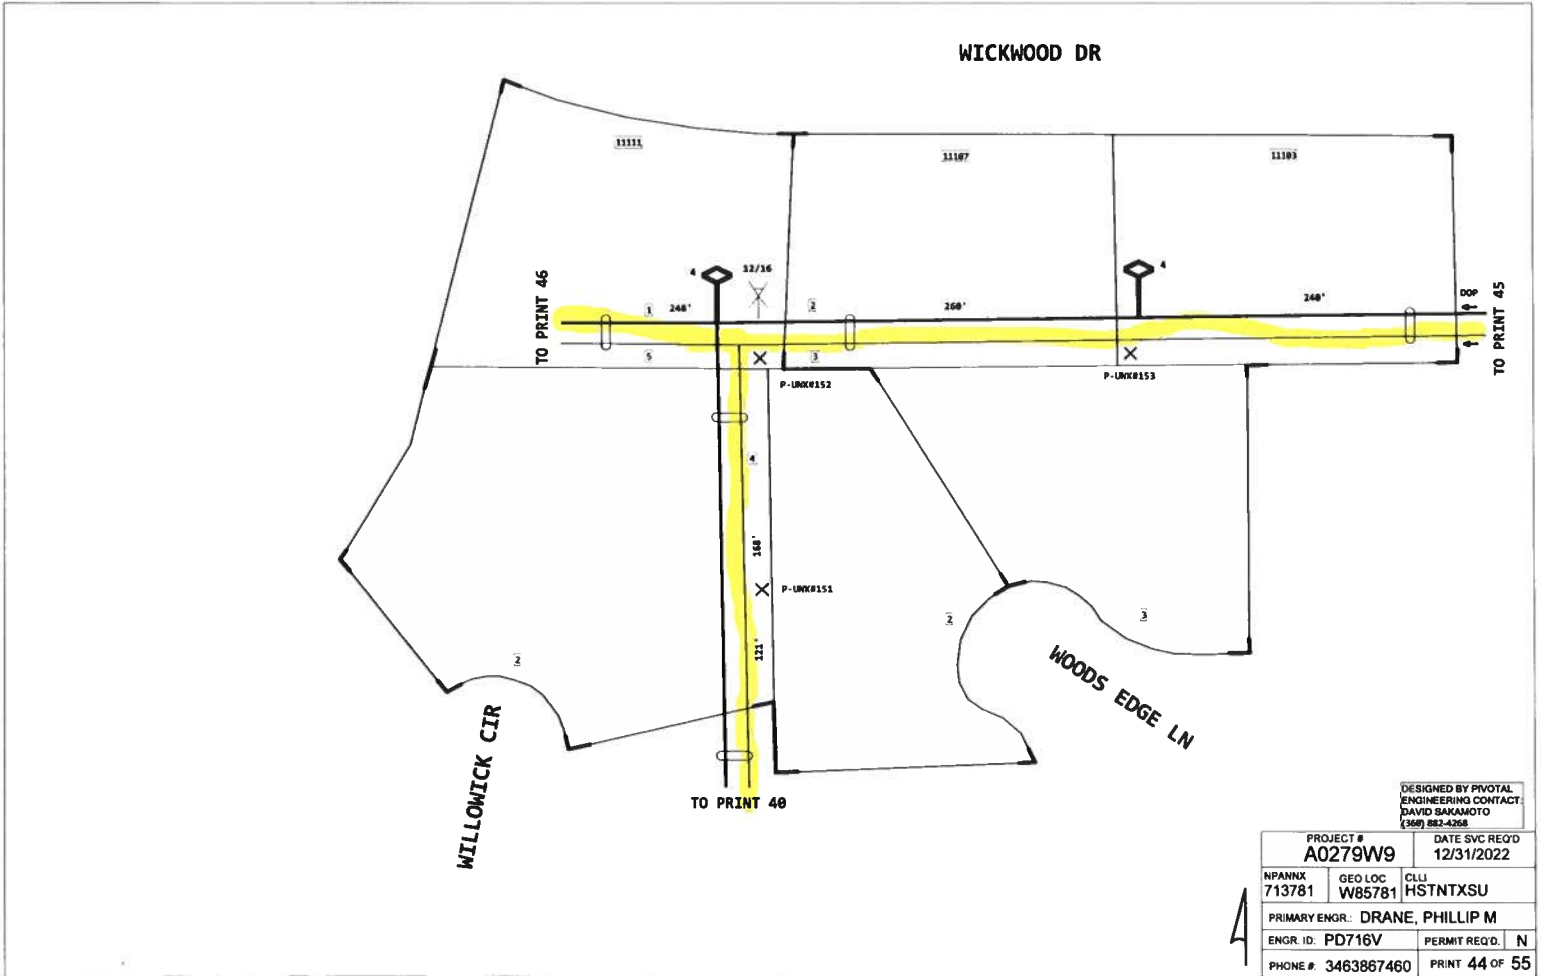 WICKWOOD DR
11111
11107
11103
TO PRINT 46
4
12/16
4
1
248'
2
260'
240'
DOP
TO PRINT 45
5
3
P-UNK#152
P-UNK#153
4
168'
P-UNK#151
121'
2
2
3
WOODS EDGE LN
WILLOWICK CIR
TO PRINT 40
DESIGNED BY PIVOTAL
ENGINEERING CONTACT:
DAVID SAKAMOTO
(360) 882-4268
PROJECT #
A0279W9
DATE SVC REQ'D
12/31/2022
NPANNX
713781
GEO LOC
W85781
CLLI
HSTNTXSU
PRIMARY ENGR.: DRANE, PHILLIP M
ENGR. ID: PD716V
PERMIT REQ'D. N
PHONE #: 3463867460
PRINT 44 OF 55